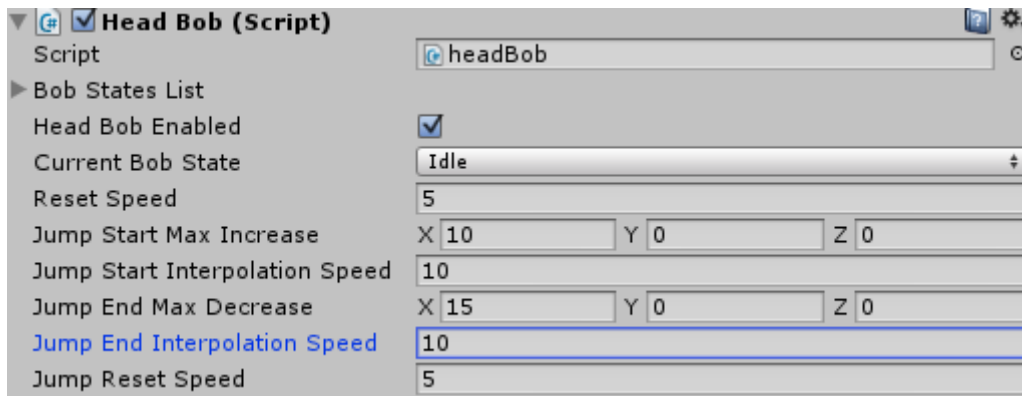 Head Bob (Script)
Script headBob
Bob States List
Head Bob Enabled
Current Bob State Idle
Reset Speed 5
Jump Start Max Increase X 10 Y 0 Z 0
Jump Start Interpolation Speed 10
Jump End Max Decrease X 15 Y 0 Z 0
Jump End Interpolation Speed 10
Jump Reset Speed 5